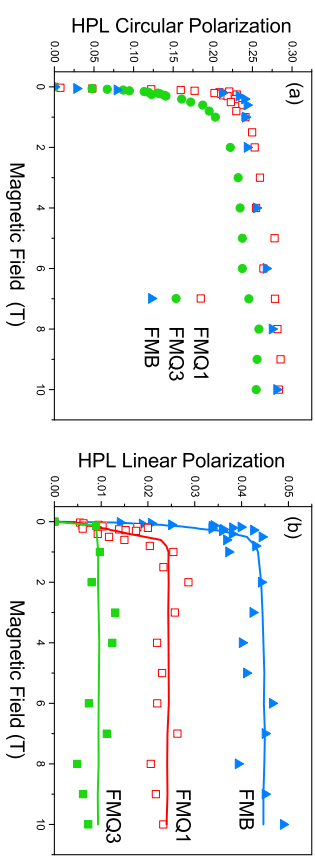 (a)
HPL Circular Polarization
0.30
0.25
0.20
0.15
0.10
0.05
0.00
FMQ1
FMQ3
FMB
0 2 4 6 8 10
Magnetic Field (T)
(b)
HPL Linear Polarization
0.05
0.04
0.03
0.02
0.01
0.00
FMB
FMQ1
FMQ3
0 2 4 6 8 10
Magnetic Field (T)